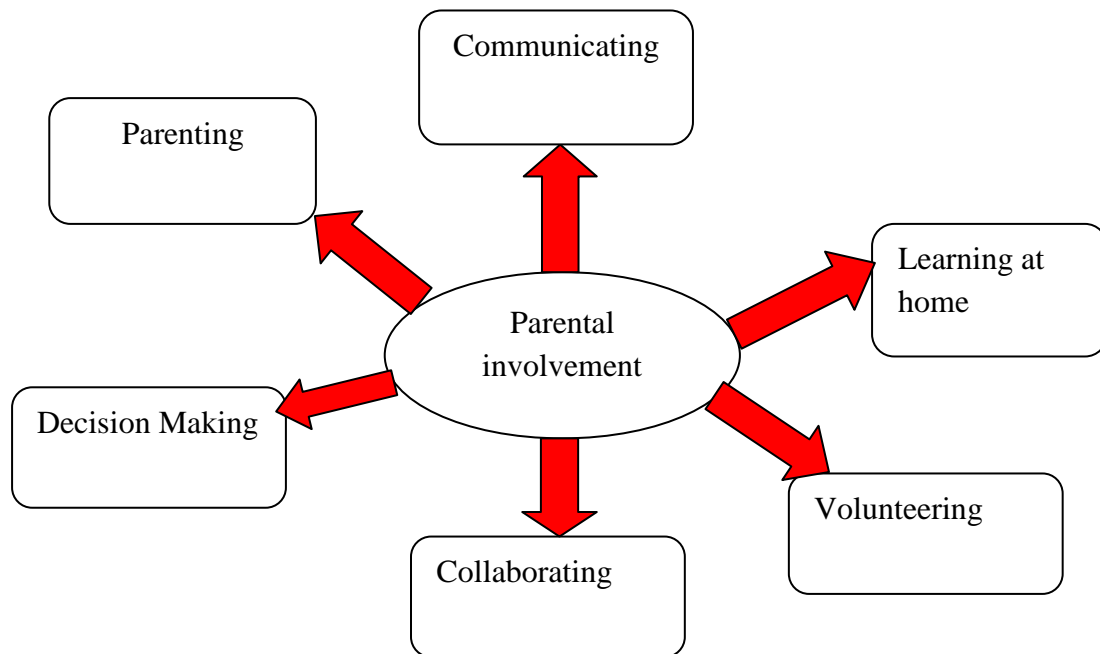 Communicating
Parenting
Learning at
home
Parental
involvement
Decision Making
Volunteering
Collaborating